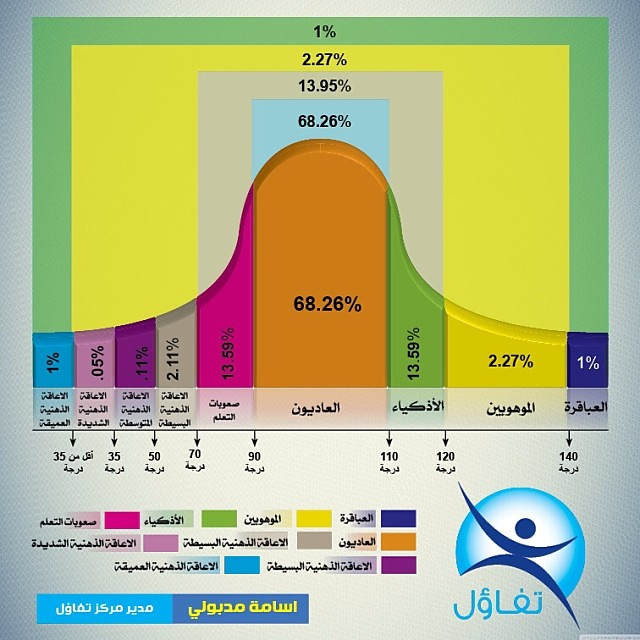 1%
2.27%
13.95%
68.26%
68.26%
1%
.05%
.11%
2.11%
13.59%
13.59%
2.27%
1%
الاعاقة الذهنية العميقة
الاعاقة الذهنية الشديدة
الاعاقة الذهنية المتوسطة
الاعاقة الذهنية البسيطة
صعوبات التعلم
العاديون
الأذكياء
الموهوبين
العباقرة
أقل من 35 درجة
35 درجة
50 درجة
70 درجة
90 درجة
110 درجة
120 درجة
140 درجة
العباقرة الموهوبين الأذكياء صعوبات التعلم
العاديون الاعاقة الذهنية البسيطة الاعاقة الذهنية الشديدة
الاعاقة الذهنية البسيطة الاعاقة الذهنية العميقة
اسامة مدبولي مدير مركز تفاؤل
تفاؤل